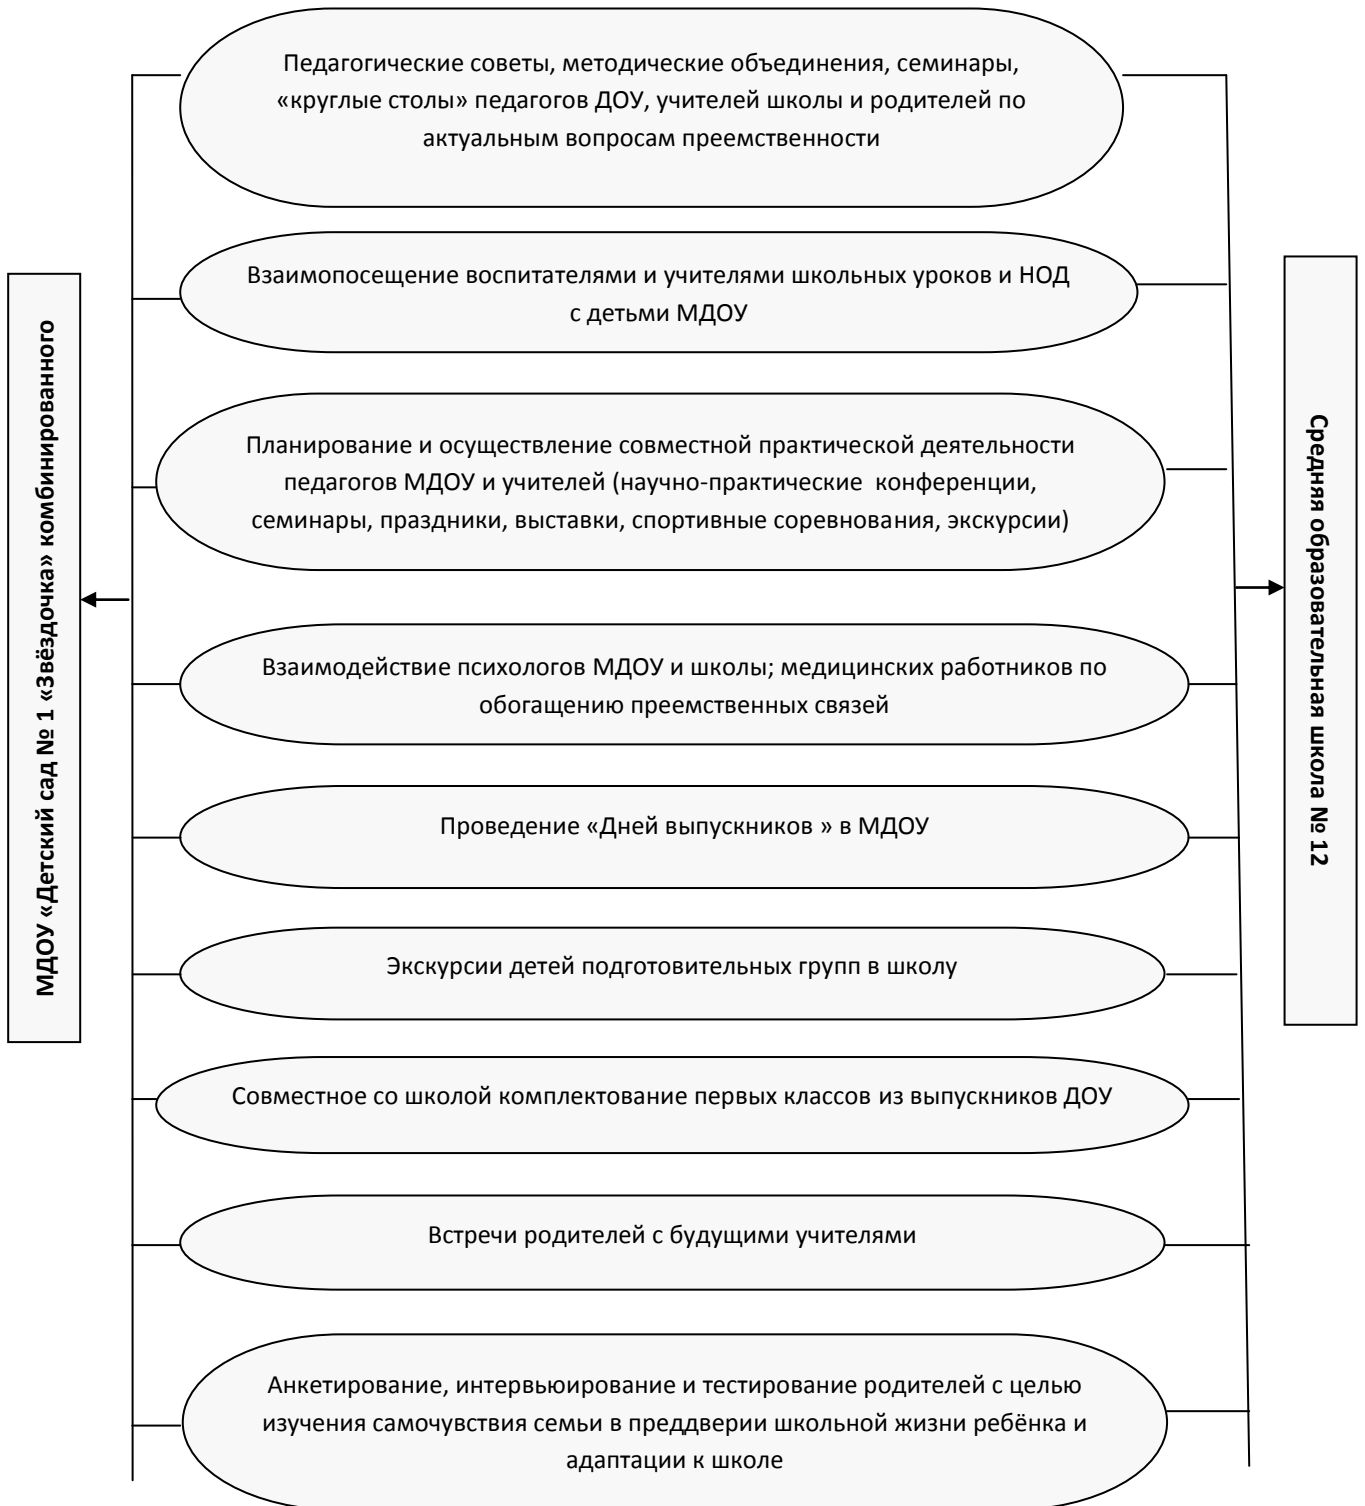 Педагогические советы, методические объединения, семинары,
«круглые столы» педагогов ДОУ, учителей школы и родителей по
актуальным вопросам преемственности
Взаимопосещение воспитателями и учителями школьных уроков и НОД
с детьми МДОУ
Планирование и осуществление совместной практической деятельности
педагогов МДОУ и учителей (научно-практические конференции,
семинары, праздники, выставки, спортивные соревнования, экскурсии)
МДОУ «Детский сад № 1 «Звёздочка» комбинированного
Средняя образовательная школа № 12
Взаимодействие психологов МДОУ и школы; медицинских работников по
обогащению преемственных связей
Проведение «Дней выпускников » в МДОУ
Экскурсии детей подготовительных групп в школу
Совместное со школой комплектование первых классов из выпускников ДОУ
Встречи родителей с будущими учителями
Анкетирование, интервьюирование и тестирование родителей с целью
изучения самочувствия семьи в преддверии школьной жизни ребёнка и
адаптации к школе